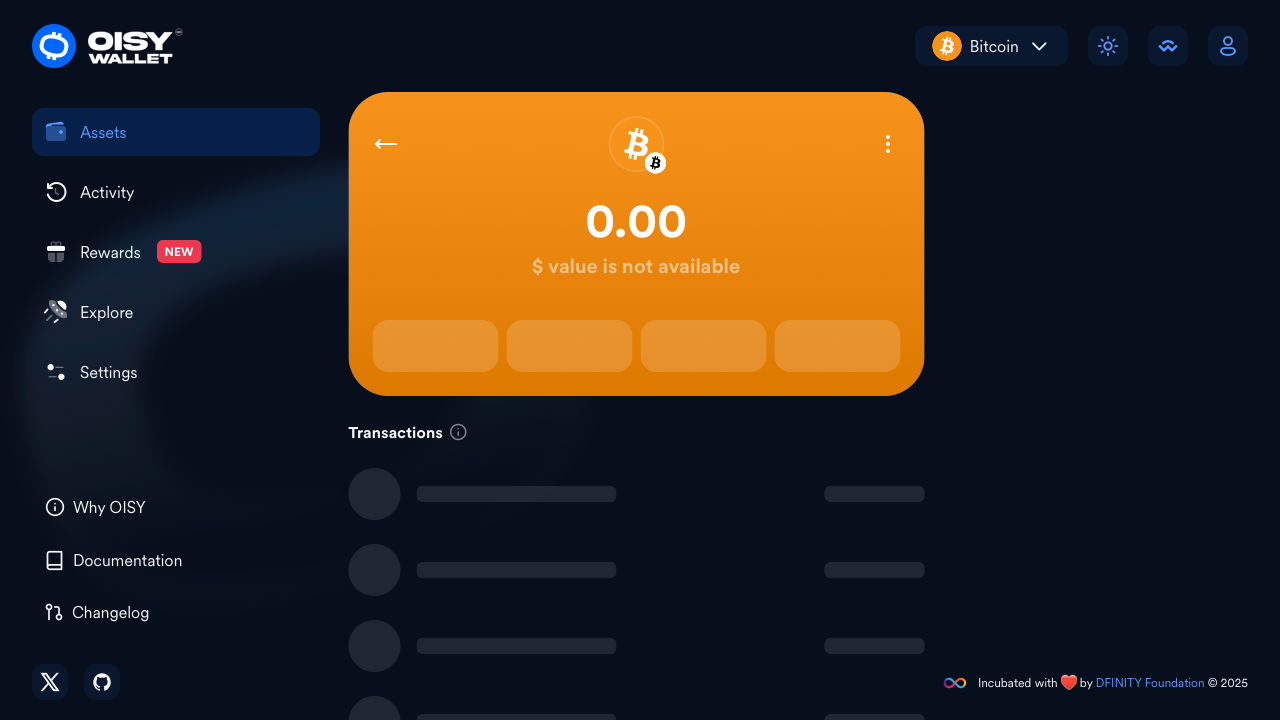 OISY
WALLET
Bitcoin
Assets
Activity
Rewards NEW
Explore
Settings
0.00
$ value is not available
Transactions
Why OISY
Documentation
Changelog
Incubated with ❤️ by DFINITY Foundation © 2025